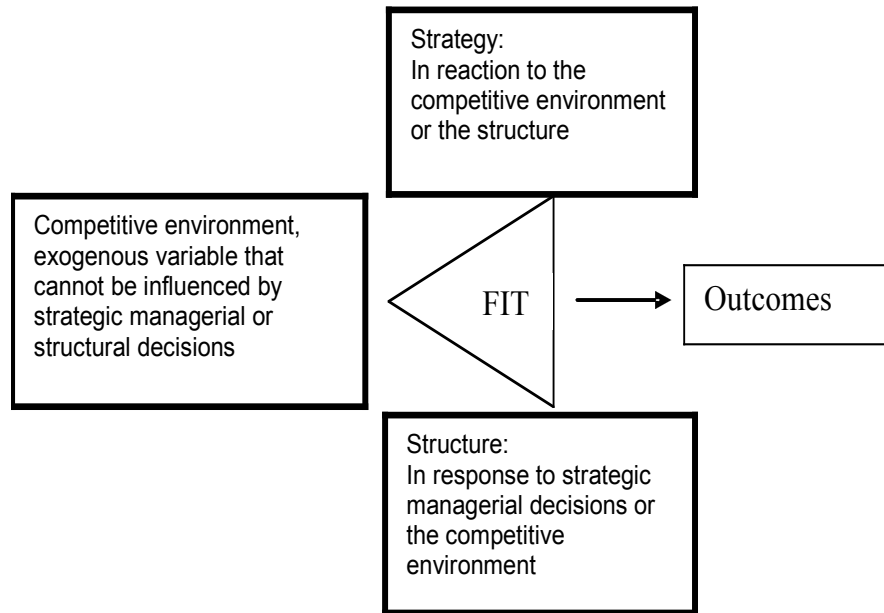 Strategy:
In reaction to the
competitive environment
or the structure
Competitive environment,
exogenous variable that
cannot be influenced by
strategic managerial or
structural decisions
FIT
Outcomes
Structure:
In response to strategic
managerial decisions or
the competitive
environment